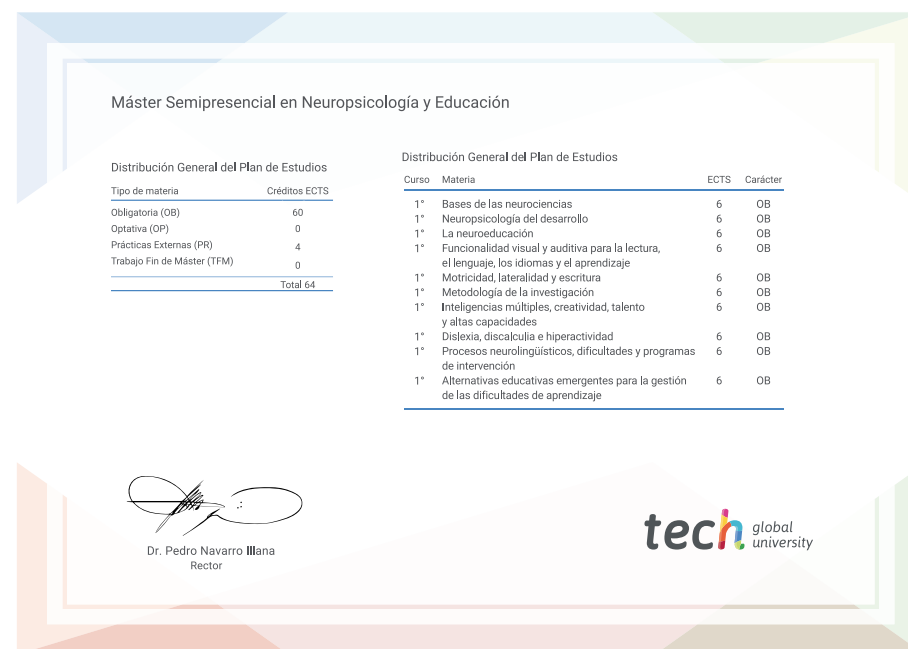 Máster Semipresencial en Neuropsicología y Educación
Distribución General del Plan de Estudios
Tipo de materia Créditos ECTS
Obligatoria (OB) 60
Optativa (OP) 0
Prácticas Externas (PR) 4
Trabajo Fin de Máster (TFM) 0
Total 64
Distribución General del Plan de Estudios
Curso Materia ECTS Carácter
1° Bases de las neurociencias 6 OB
1° Neuropsicología del desarrollo 6 OB
1° La neuroeducación 6 OB
1° Funcionalidad visual y auditiva para la lectura, 6 OB
el lenguaje, los idiomas y el aprendizaje
1° Motricidad, lateralidad y escritura 6 OB
1° Metodología de la investigación 6 OB
1° Inteligencias múltiples, creatividad, talento 6 OB
y altas capacidades
1° Dislexia, discalculia e hiperactividad 6 OB
1° Procesos neurolingüísticos, dificultades y programas 6 OB
de intervención
1° Alternativas educativas emergentes para la gestión 6 OB
de las dificultades de aprendizaje
Dr. Pedro Navarro Illana
Rector
tech global
university